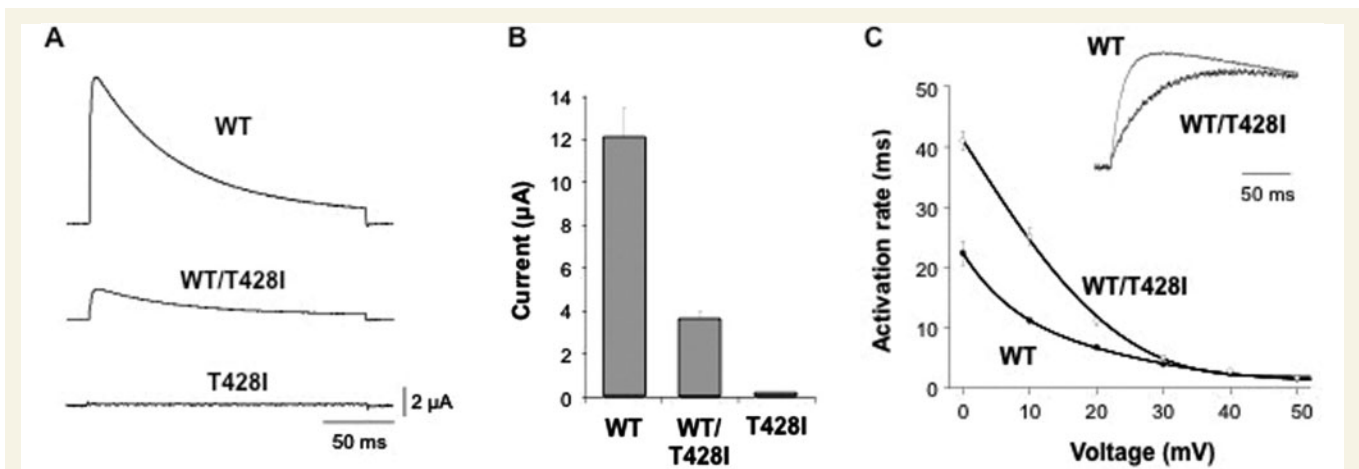 A
WT
WT/T428I
T428I
2 µA
50 ms
B
14
12
10
8
6
4
2
0
Current (µA)
WT
WT/
T428I
T428I
C
WT
WT/T428I
50 ms
50
40
30
20
10
0
Activation rate (ms)
WT/T428I
WT
0 10 20 30 40 50
Voltage (mV)